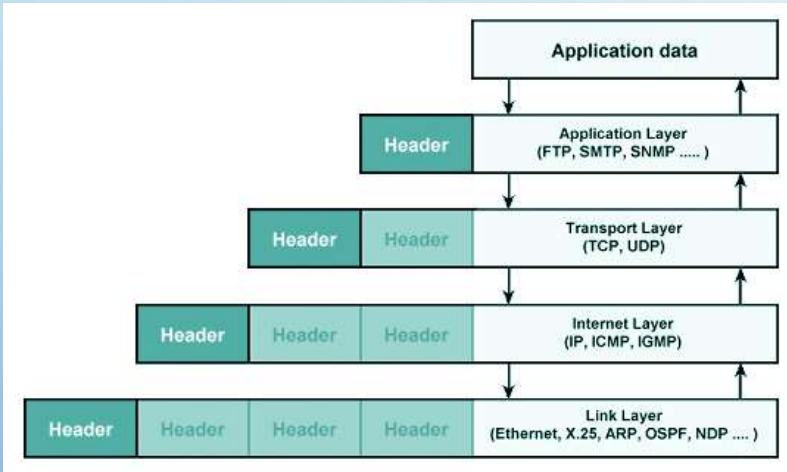 Application data
Header
Application Layer
(FTP, SMTP, SNMP ..... )
Header
Header
Transport Layer
(TCP, UDP)
Header
Header
Header
Internet Layer
(IP, ICMP, IGMP)
Header
Header
Header
Header
Link Layer
(Ethernet, X.25, ARP, OSPF, NDP .... )